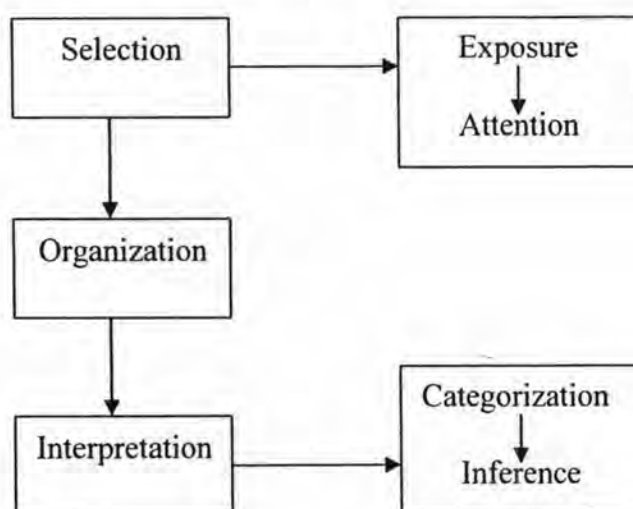 Selection
Exposure
Attention
Organization
Interpretation
Categorization
Inference